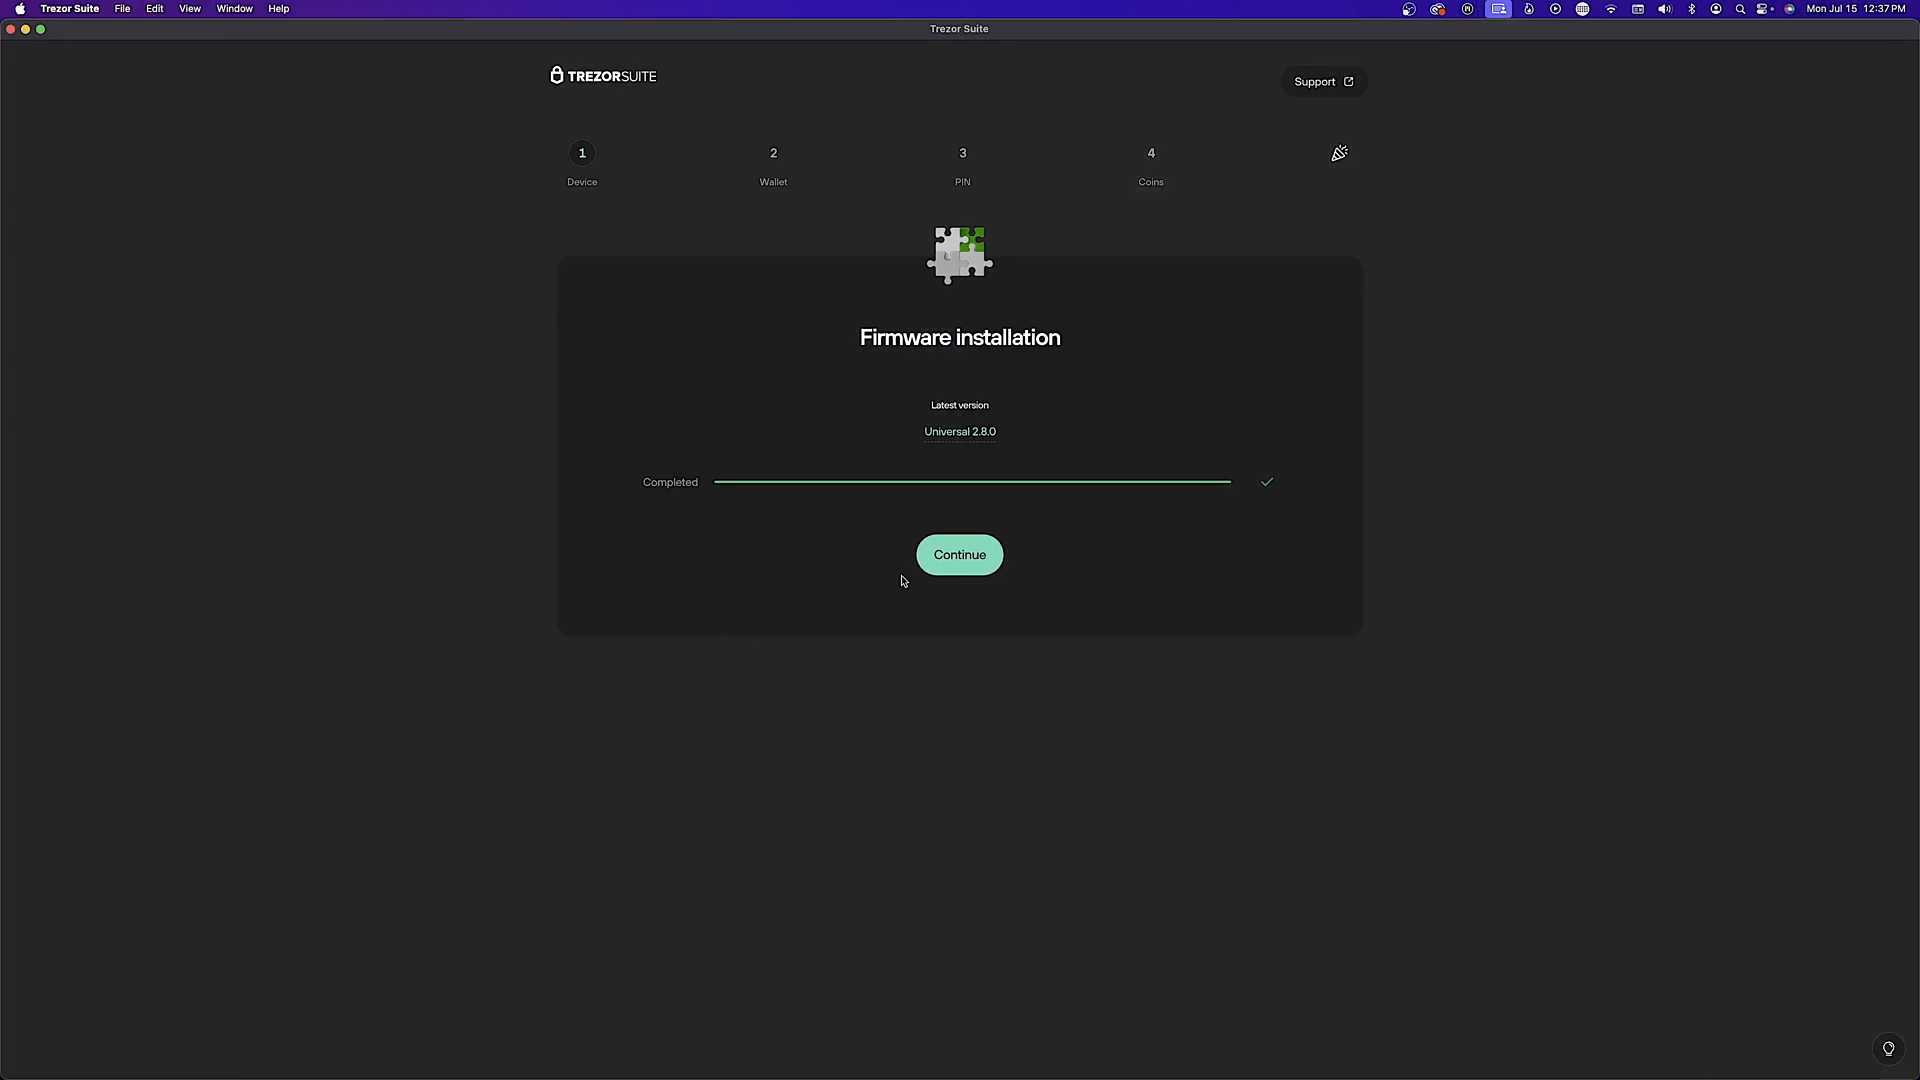 Trezor Suite File Edit View Window Help Mon Jul 15 12:37 PM
Trezor Suite
TREZORSUITE Support
1 2 3 4
Device Wallet PIN Coins
Firmware installation
Latest version
Universal 2.8.0
Completed
Continue